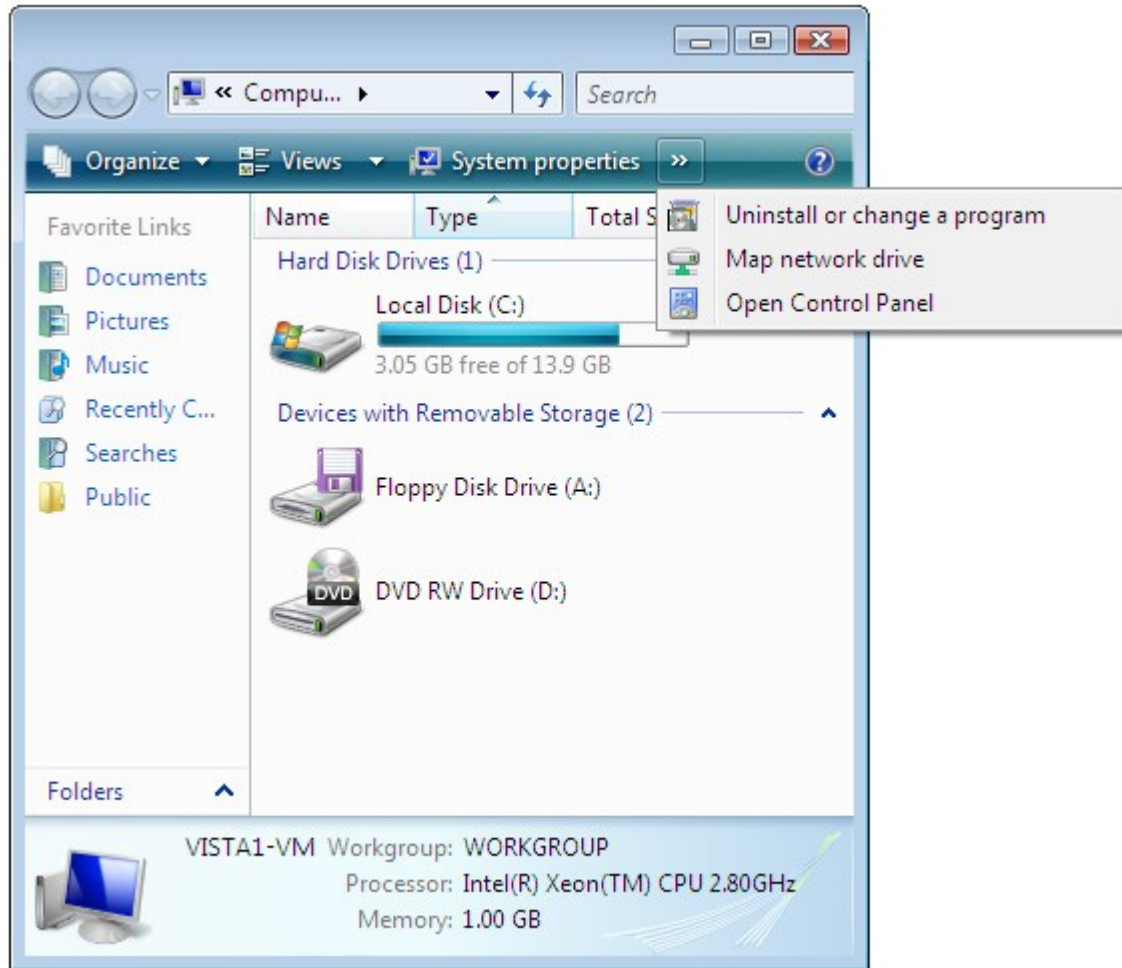 « Compu...
Search
Organize Views System properties »
Favorite Links
Documents
Pictures
Music
Recently C...
Searches
Public
Folders
Name Type Total S
Hard Disk Drives (1)
Local Disk (C:)
3.05 GB free of 13.9 GB
Devices with Removable Storage (2)
Floppy Disk Drive (A:)
DVD
DVD RW Drive (D:)
Uninstall or change a program
Map network drive
Open Control Panel
VISTA1-VM Workgroup: WORKGROUP
Processor: Intel(R) Xeon(TM) CPU 2.80GHz
Memory: 1.00 GB